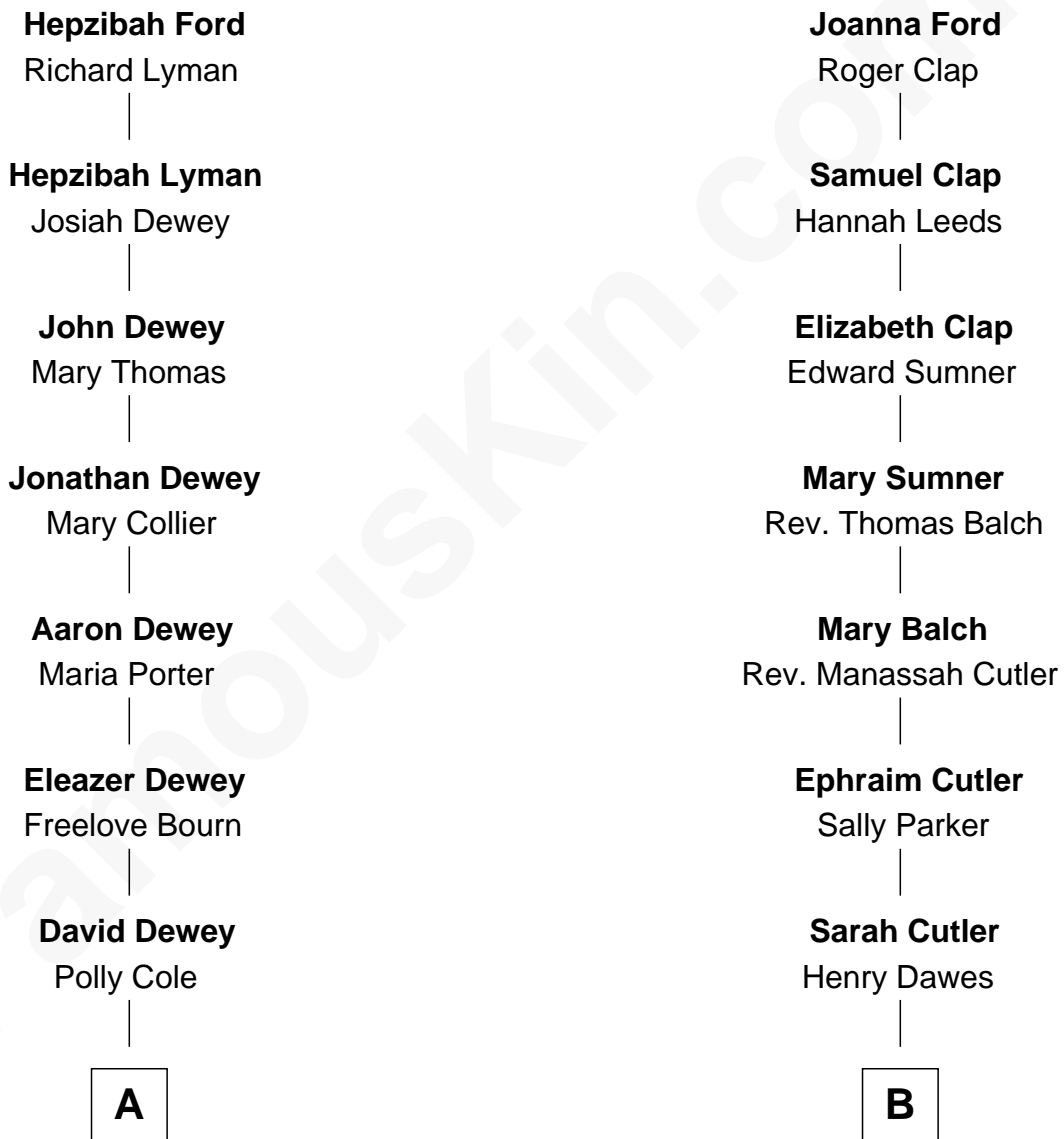 Hepzibah Ford
Richard Lyman
Hepzibah Lyman
Josiah Dewey
John Dewey
Mary Thomas
Jonathan Dewey
Mary Collier
Aaron Dewey
Maria Porter
Eleazer Dewey
Freelove Bourn
David Dewey
Polly Cole
A
Joanna Ford
Roger Clap
Samuel Clap
Hannah Leeds
Elizabeth Clap
Edward Sumner
Mary Sumner
Rev. Thomas Balch
Mary Balch
Rev. Manassah Cutler
Ephraim Cutler
Sally Parker
Sarah Cutler
Henry Dawes
B
amouskin.com